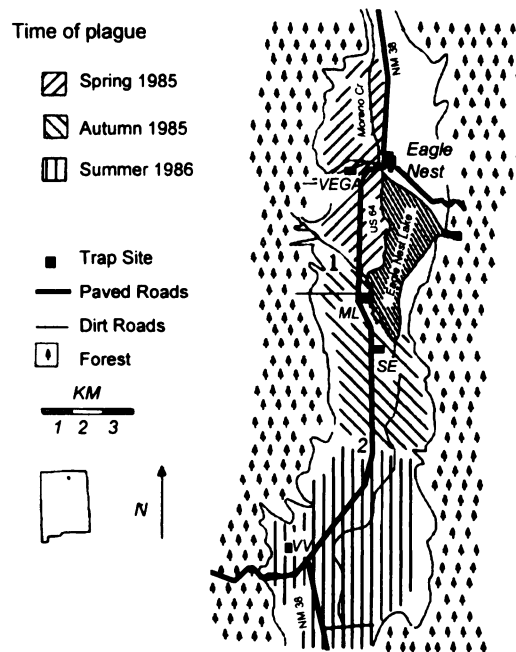 Time of plague
Spring 1985
Autumn 1985
Summer 1986
Trap Site
Paved Roads
Dirt Roads
Forest
KM
1 2 3
N
NM 38
Moreno Cr
Eagle
Nest
VEGA
US 64
Eagle Nest Lake
1
ML
SE
2
VV
NM 38